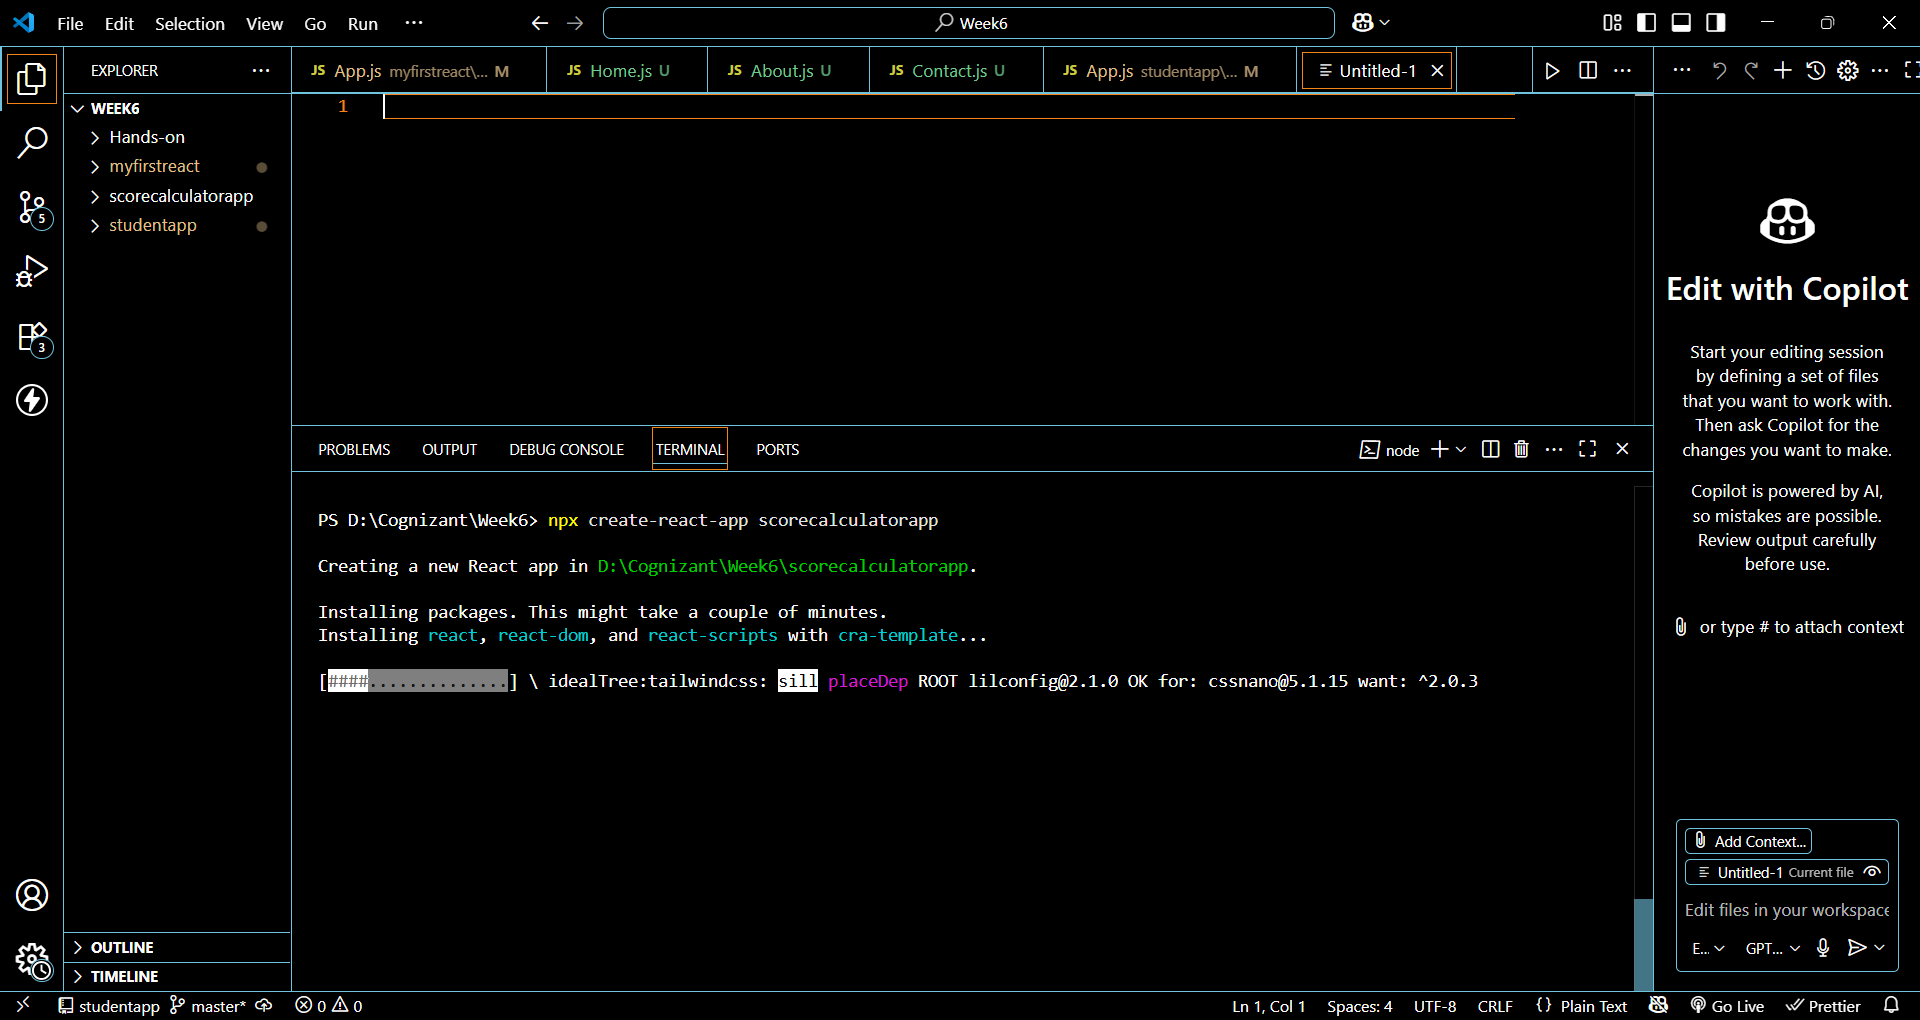 File Edit Selection View Go Run ···
Week6
EXPLORER ···
WEEK6
Hands-on
myfirstreact
scorecalculatorapp
studentapp
OUTLINE
TIMELINE
5
3
JS App.js myfirstreact\... M
JS Home.js U
JS About.js U
JS Contact.js U
JS App.js studentapp\... M
Untitled-1
1
PROBLEMS OUTPUT DEBUG CONSOLE TERMINAL PORTS
node
PS D:\Cognizant\Week6> npx create-react-app scorecalculatorapp
Creating a new React app in D:\Cognizant\Week6\scorecalculatorapp.
Installing packages. This might take a couple of minutes.
Installing react, react-dom, and react-scripts with cra-template...
[####..............] \ idealTree:tailwindcss: sill placeDep ROOT lilconfig@2.1.0 OK for: cssnano@5.1.15 want: ^2.0.3
Edit with Copilot
Start your editing session
by defining a set of files
that you want to work with.
Then ask Copilot for the
changes you want to make.
Copilot is powered by AI,
so mistakes are possible.
Review output carefully
before use.
or type # to attach context
Add Context...
Untitled-1 Current file
Edit files in your workspace
E... GPT...
studentapp master* 0 0
Ln 1, Col 1 Spaces: 4 UTF-8 CRLF {} Plain Text Go Live Prettier